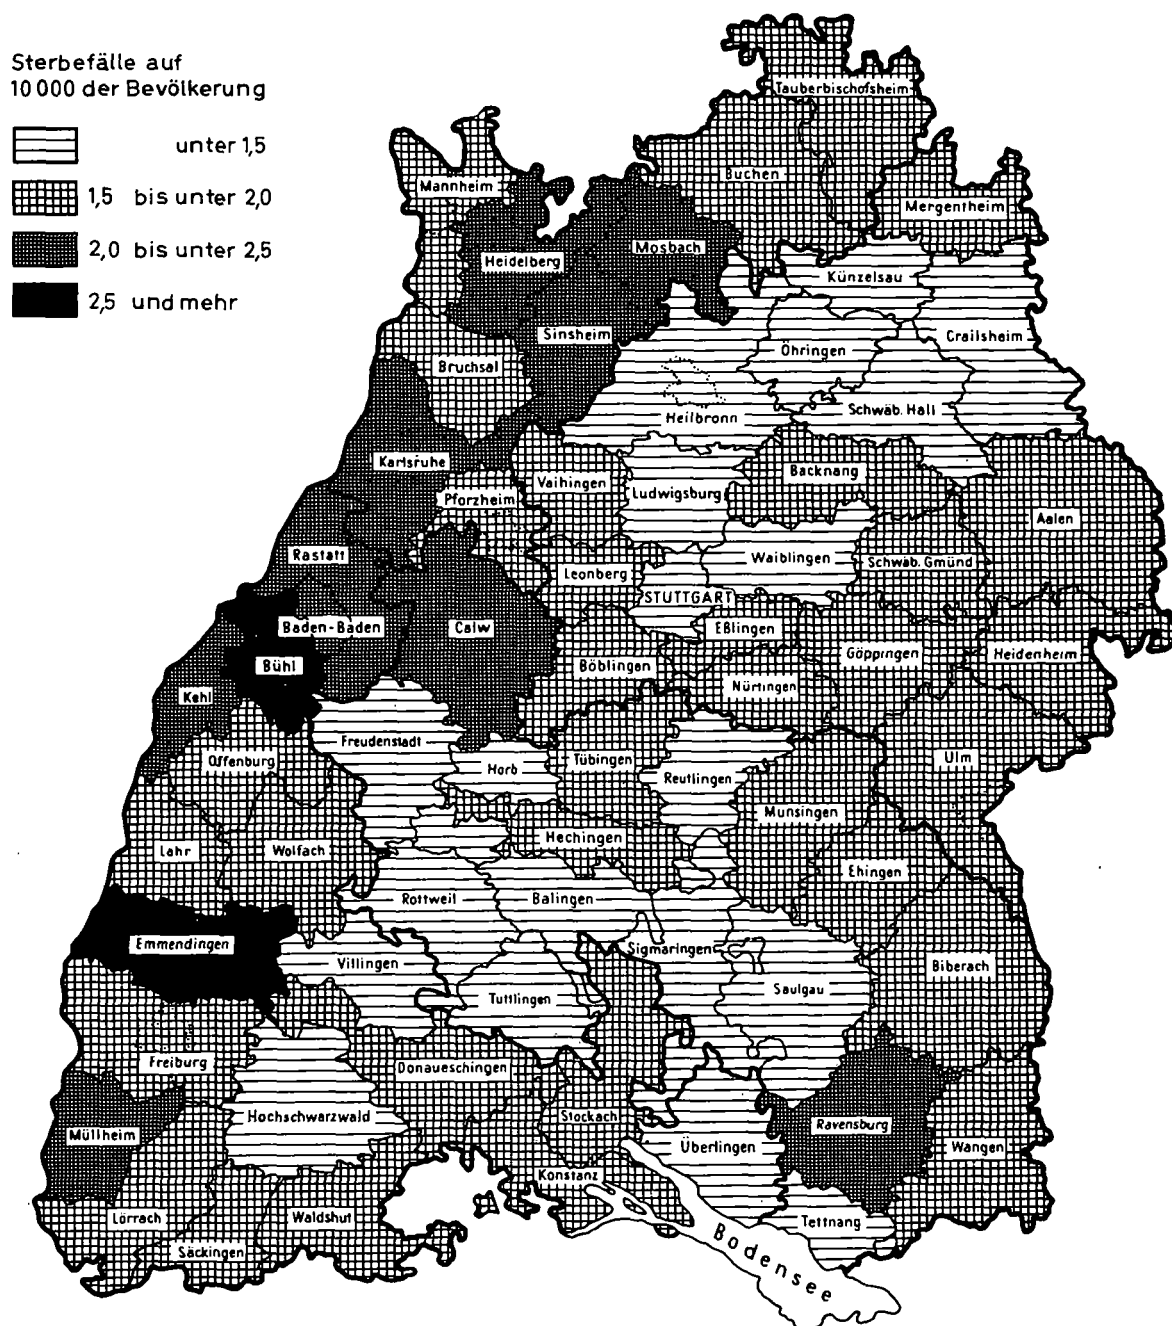 Sterbefälle auf
10 000 der Bevölkerung
unter 1,5
1,5 bis unter 2,0
2,0 bis unter 2,5
2,5 und mehr
Tauberbischofsheim
Buchen
Mannheim
Mergentheim
Mosbach
Heidelberg
Künzelsau
Sinsheim
Crailsheim
Öhringen
Bruchsal
Schwäb. Hall
Heilbronn
Karlsruhe
Backnang
Vaihingen
Ludwigsburg
Pforzheim
Aalen
Rastatt
Waiblingen
Schwäb. Gmünd
Leonberg
STUTTGART
Baden-Baden
Calw
Eßlingen
Bühl
Böblingen
Göppingen
Heidenheim
Nürtingen
Kehl
Freudenstadt
Offenburg
Horb
Tübingen
Reutlingen
Ulm
Munsingen
Hechingen
Lahr
Wolfach
Ehingen
Rottweil
Balingen
Emmendingen
Sigmaringen
Villingen
Biberach
Saulgau
Tuttlingen
Freiburg
Donaueschingen
Hochschwarzwald
Stockach
Ravensburg
Müllheim
Überlingen
Wangen
Konstanz
Lörrach
Waldshut
Tettnang
Säckingen
Bodensee